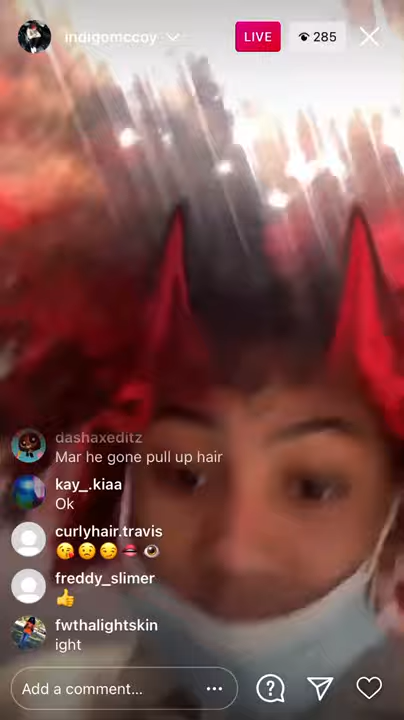 indigomccoy
LIVE
285
dashaxeditz
Mar he gone pull up hair
kay_.kiaa
Ok
curlyhair.travis
😘😟😏👄👁
freddy_slimer
👍
fwthalightskin
ight
Add a comment...